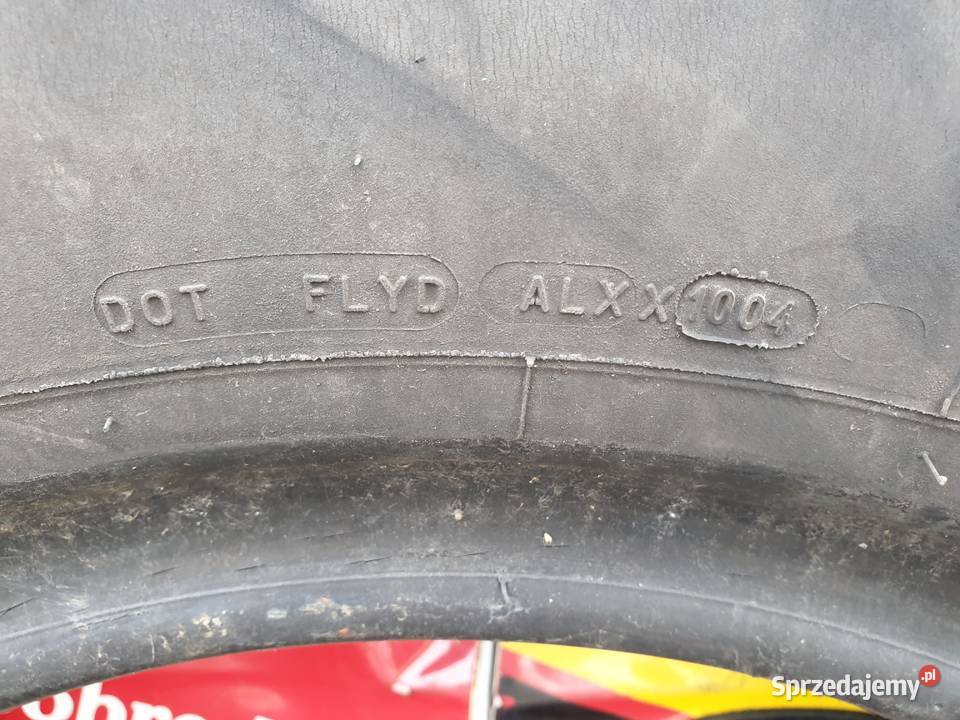 DOT FLYD ALXX 1004
Sprzedajemy.pl